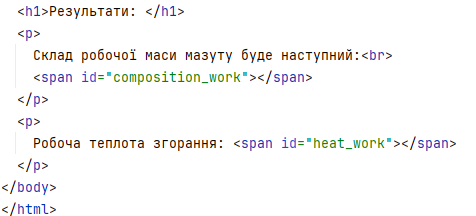 <h1>Результати: </h1>
<p>
Склад робочої маси мазуту буде наступний:<br>
<span id="composition_work"></span>
</p>
<p>
Робоча теплота згорання: <span id="heat_work"></span>
</p>
</body>
</html>